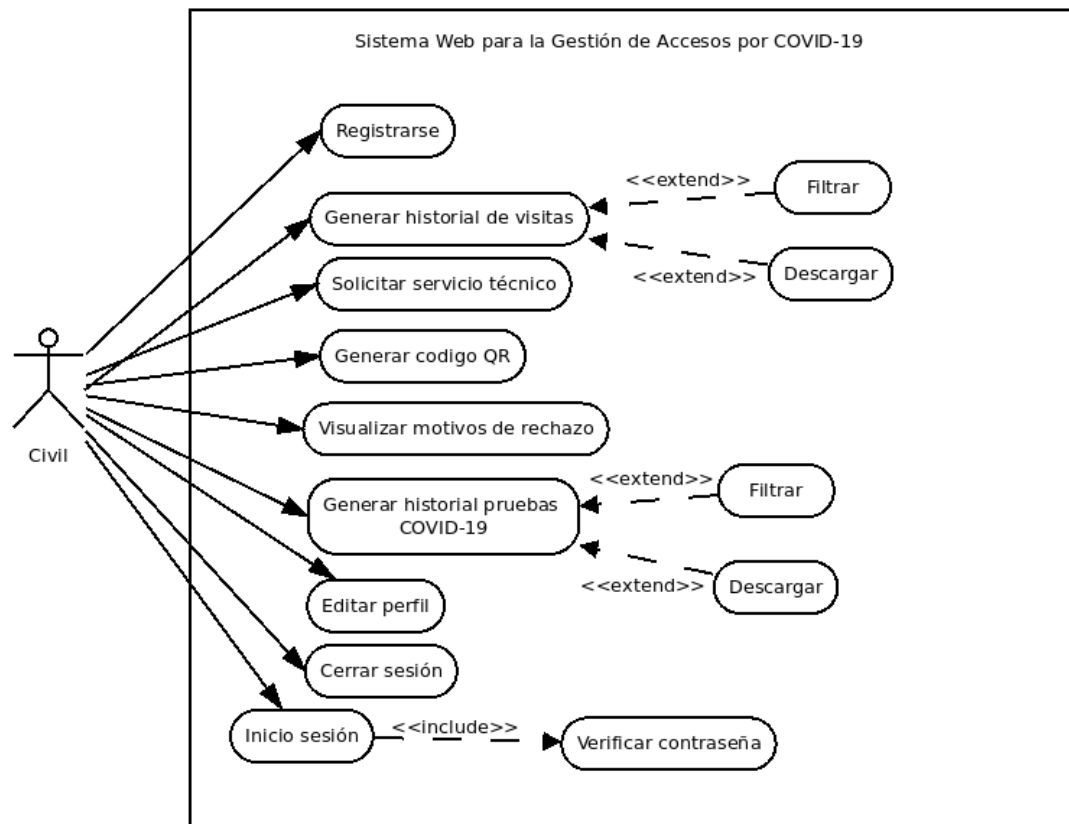 Sistema Web para la Gestión de Accesos por COVID-19
Registrarse
<<extend>>
Filtrar
Generar historial de visitas
Descargar
<<extend>>
Solicitar servicio técnico
Generar codigo QR
Visualizar motivos de rechazo
Civil
<<extend>>
Filtrar
Generar historial pruebas
COVID-19
<<extend>>
Descargar
Editar perfil
Cerrar sesión
Inicio sesión
<<include>>
Verificar contraseña